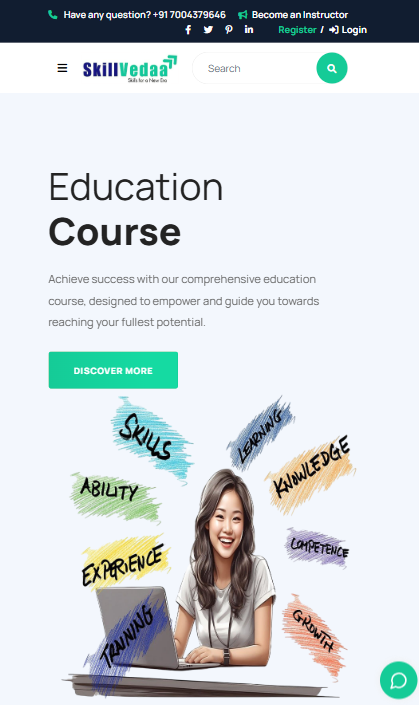 Have any question? +91 7004379646 Become an Instructor
Register / Login
SkillVedaa
Skills for a New Era
Search
Education
Course
Achieve success with our comprehensive education
course, designed to empower and guide you towards
reaching your fullest potential.
DISCOVER MORE
SKILLS
LEARNING
KNOWLEDGE
ABILITY
COMPETENCE
EXPERIENCE
TRAINING
GROWTH